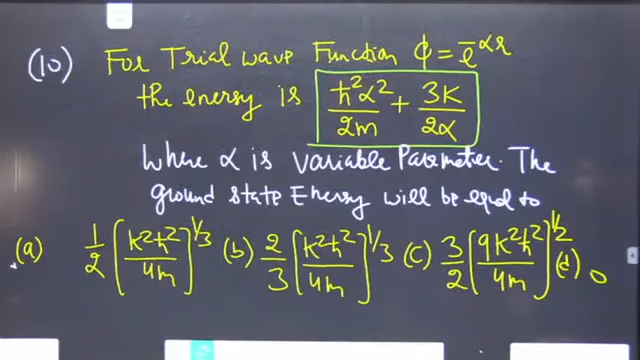 (10) For Trial wave Function ϕ = e^-αr
the energy is ħ²α²/2m + 3K/2α
Where α is variable Parameter. The
ground state Energy will be equal to
(a) 1/2 [k²ħ²/4m]^1/3 (b) 2/3 [k²ħ²/4m]^1/3 (c) 3/2 [9k²ħ²/4m]^1/2 (d) 0